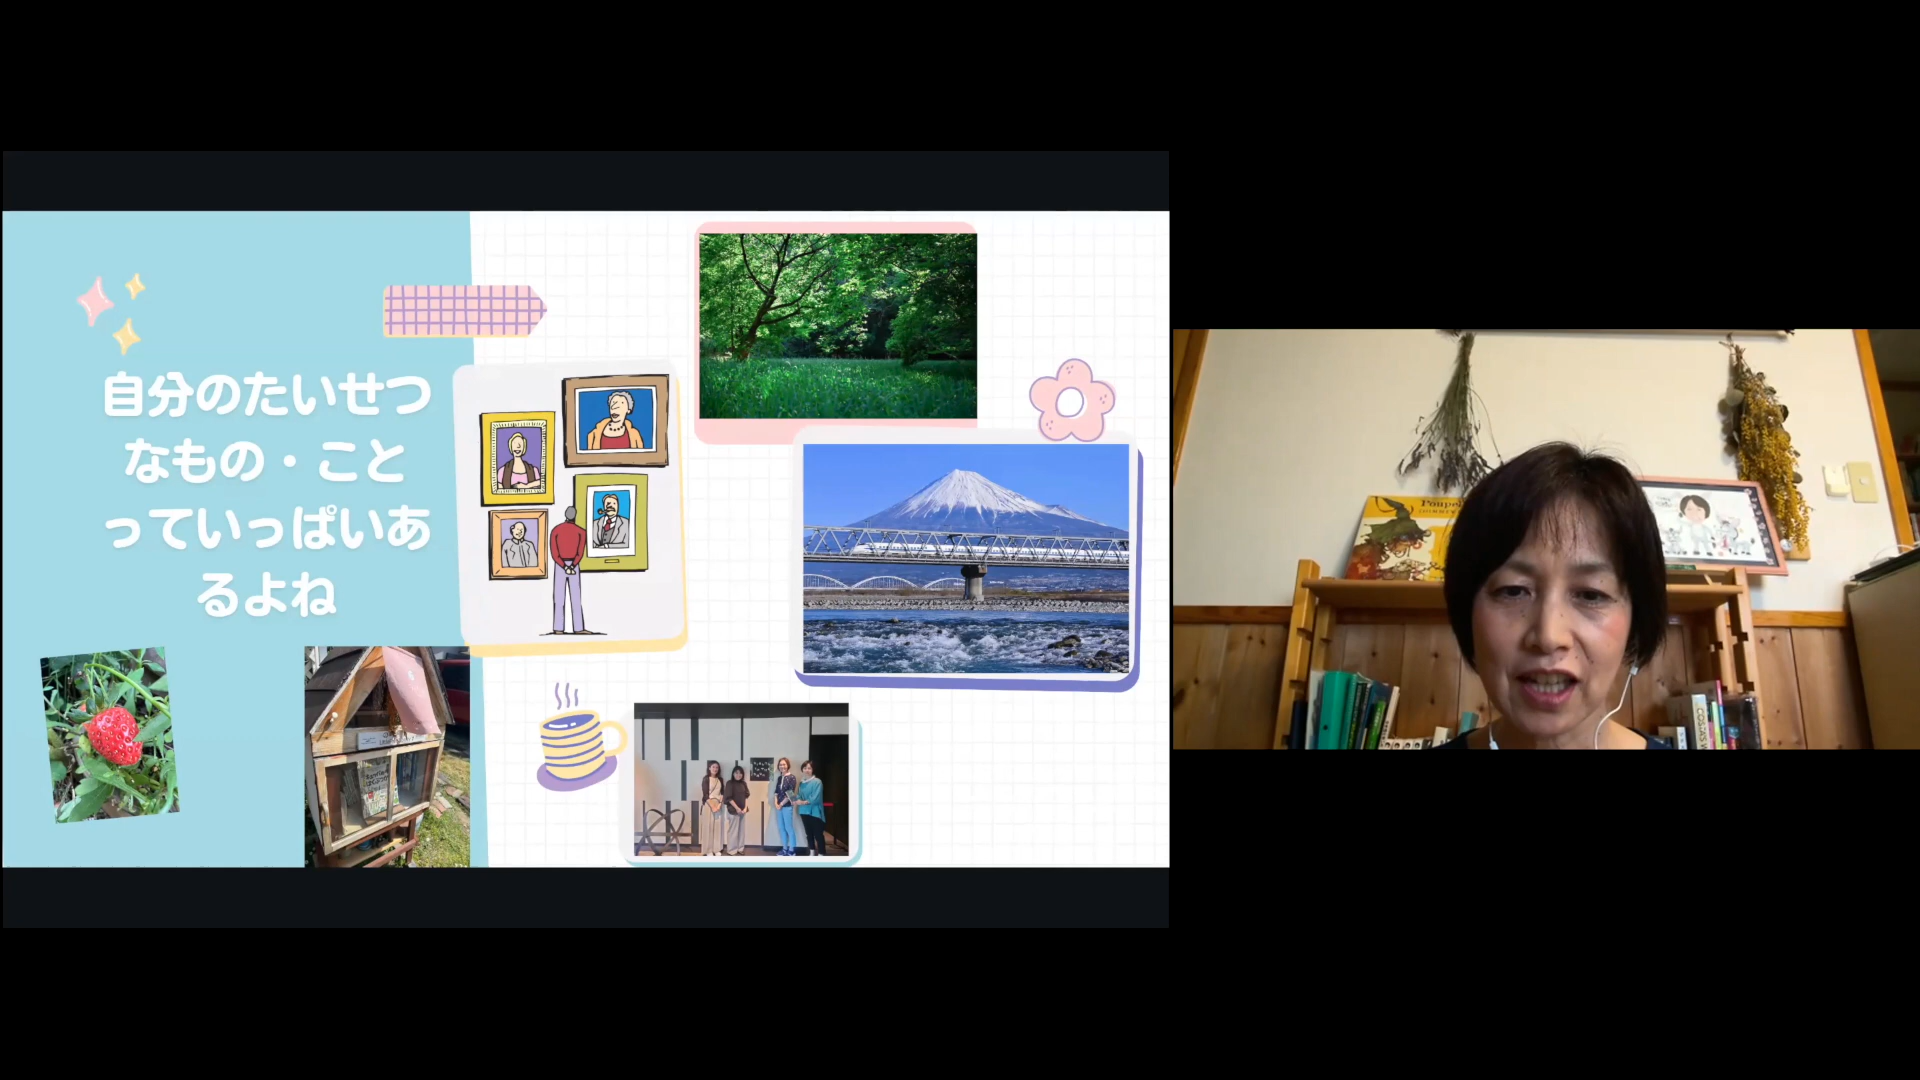 自分のたいせつ
なもの・こと
っていっぱいあ
るよね
Poupel